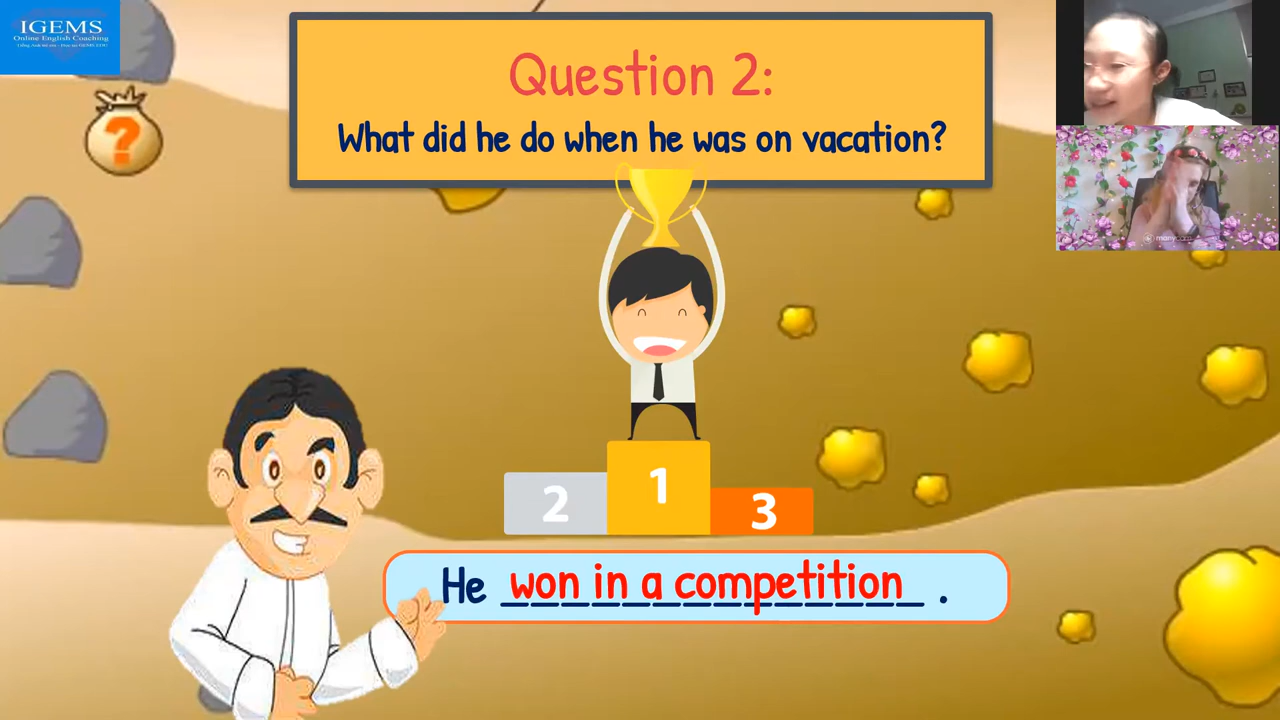 IGEMS
Online English Coaching
Question 2:
What did he do when he was on vacation?
?
1
2
3
He won in a competition .